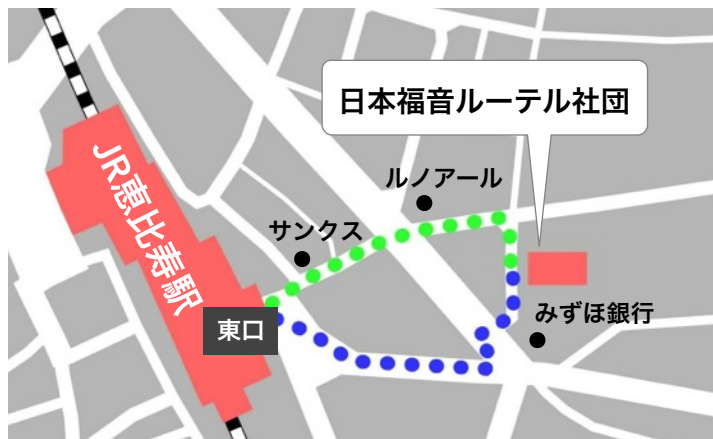 日本福音ルーテル社団
ルノアール
JR恵比寿駅
サンクス
東口
みずほ銀行